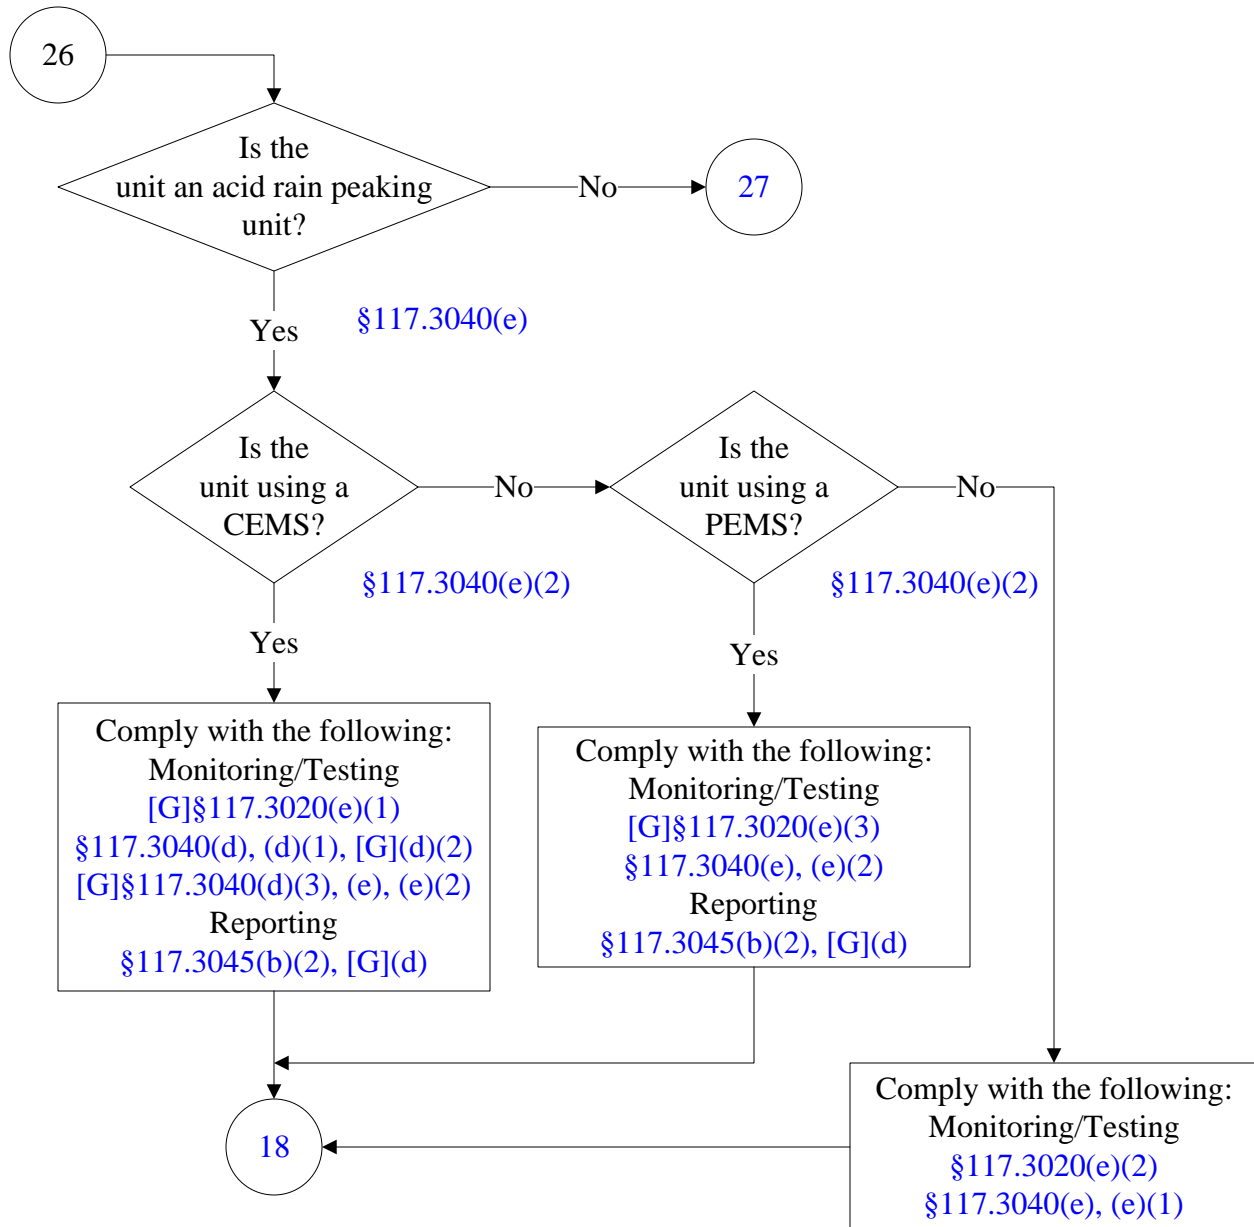 26
Is the
unit an acid rain peaking
unit?
No
27
Yes
§117.3040(e)
Is the
unit using a
CEMS?
No
Is the
unit using a
PEMS?
No
§117.3040(e)(2)
§117.3040(e)(2)
Yes
Yes
Comply with the following:
Monitoring/Testing
[G]§117.3020(e)(1)
§117.3040(d), (d)(1), [G](d)(2)
[G]§117.3040(d)(3), (e), (e)(2)
Reporting
§117.3045(b)(2), [G](d)
Comply with the following:
Monitoring/Testing
[G]§117.3020(e)(3)
§117.3040(e), (e)(2)
Reporting
§117.3045(b)(2), [G](d)
18
Comply with the following:
Monitoring/Testing
§117.3020(e)(2)
§117.3040(e), (e)(1)